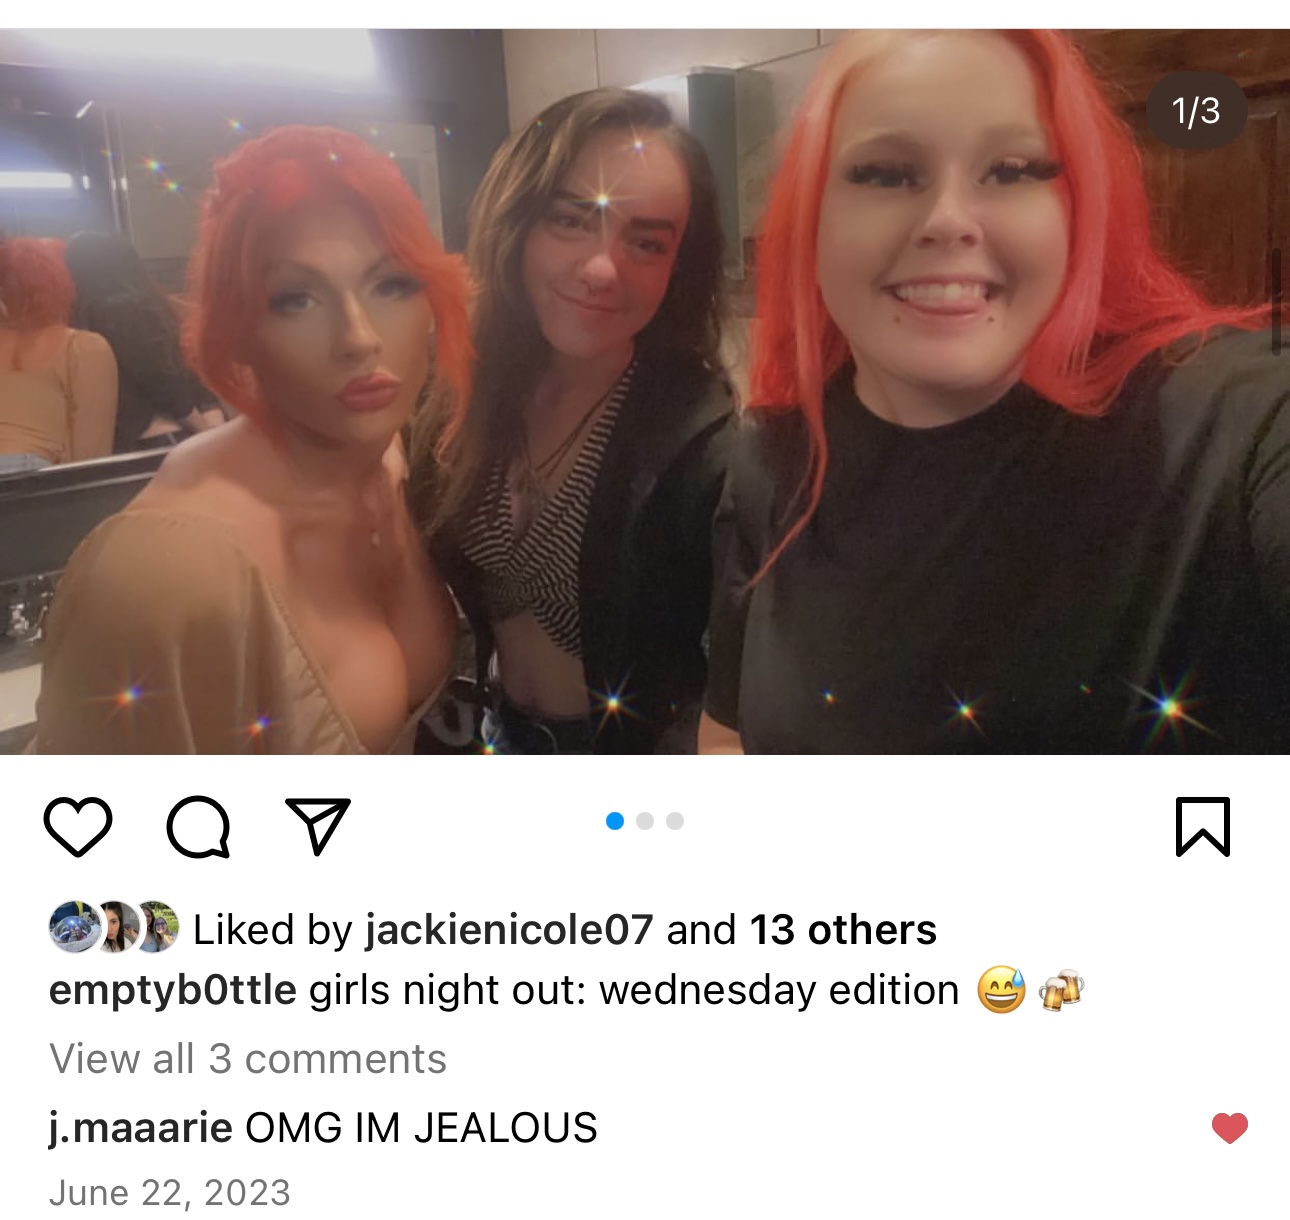 1/3
Liked by jackienicole07 and 13 others
emptyb0ttle girls night out: wednesday edition 😅 🍻
View all 3 comments
j.maaarie OMG IM JEALOUS
June 22, 2023